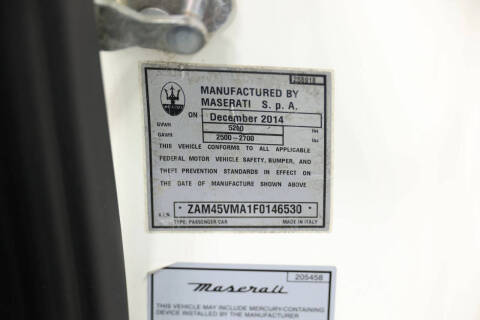 MANUFACTURED BY
MASERATI S. p A.
ON December 2014
GVWR 5200 lbs
GAWR 2500 - 2700 lbs
THIS VEHICLE CONFORMS TO ALL APPLICABLE
FEDERAL MOTOR VEHICLE SAFETY, BUMPER, AND
THEFT PREVENTION STANDARDS IN EFFECT ON
THE DATE OF MANUFACTURE SHOWN ABOVE
V.I.N. *ZAM45VMA1F0146530*
TYPE: PASSENGER CAR MADE IN ITALY
205458
Maserati
THIS VEHICLE MAY INCLUDE MERCURY-CONTAINING
DEVICE INSTALLED BY THE MANUFACTURER